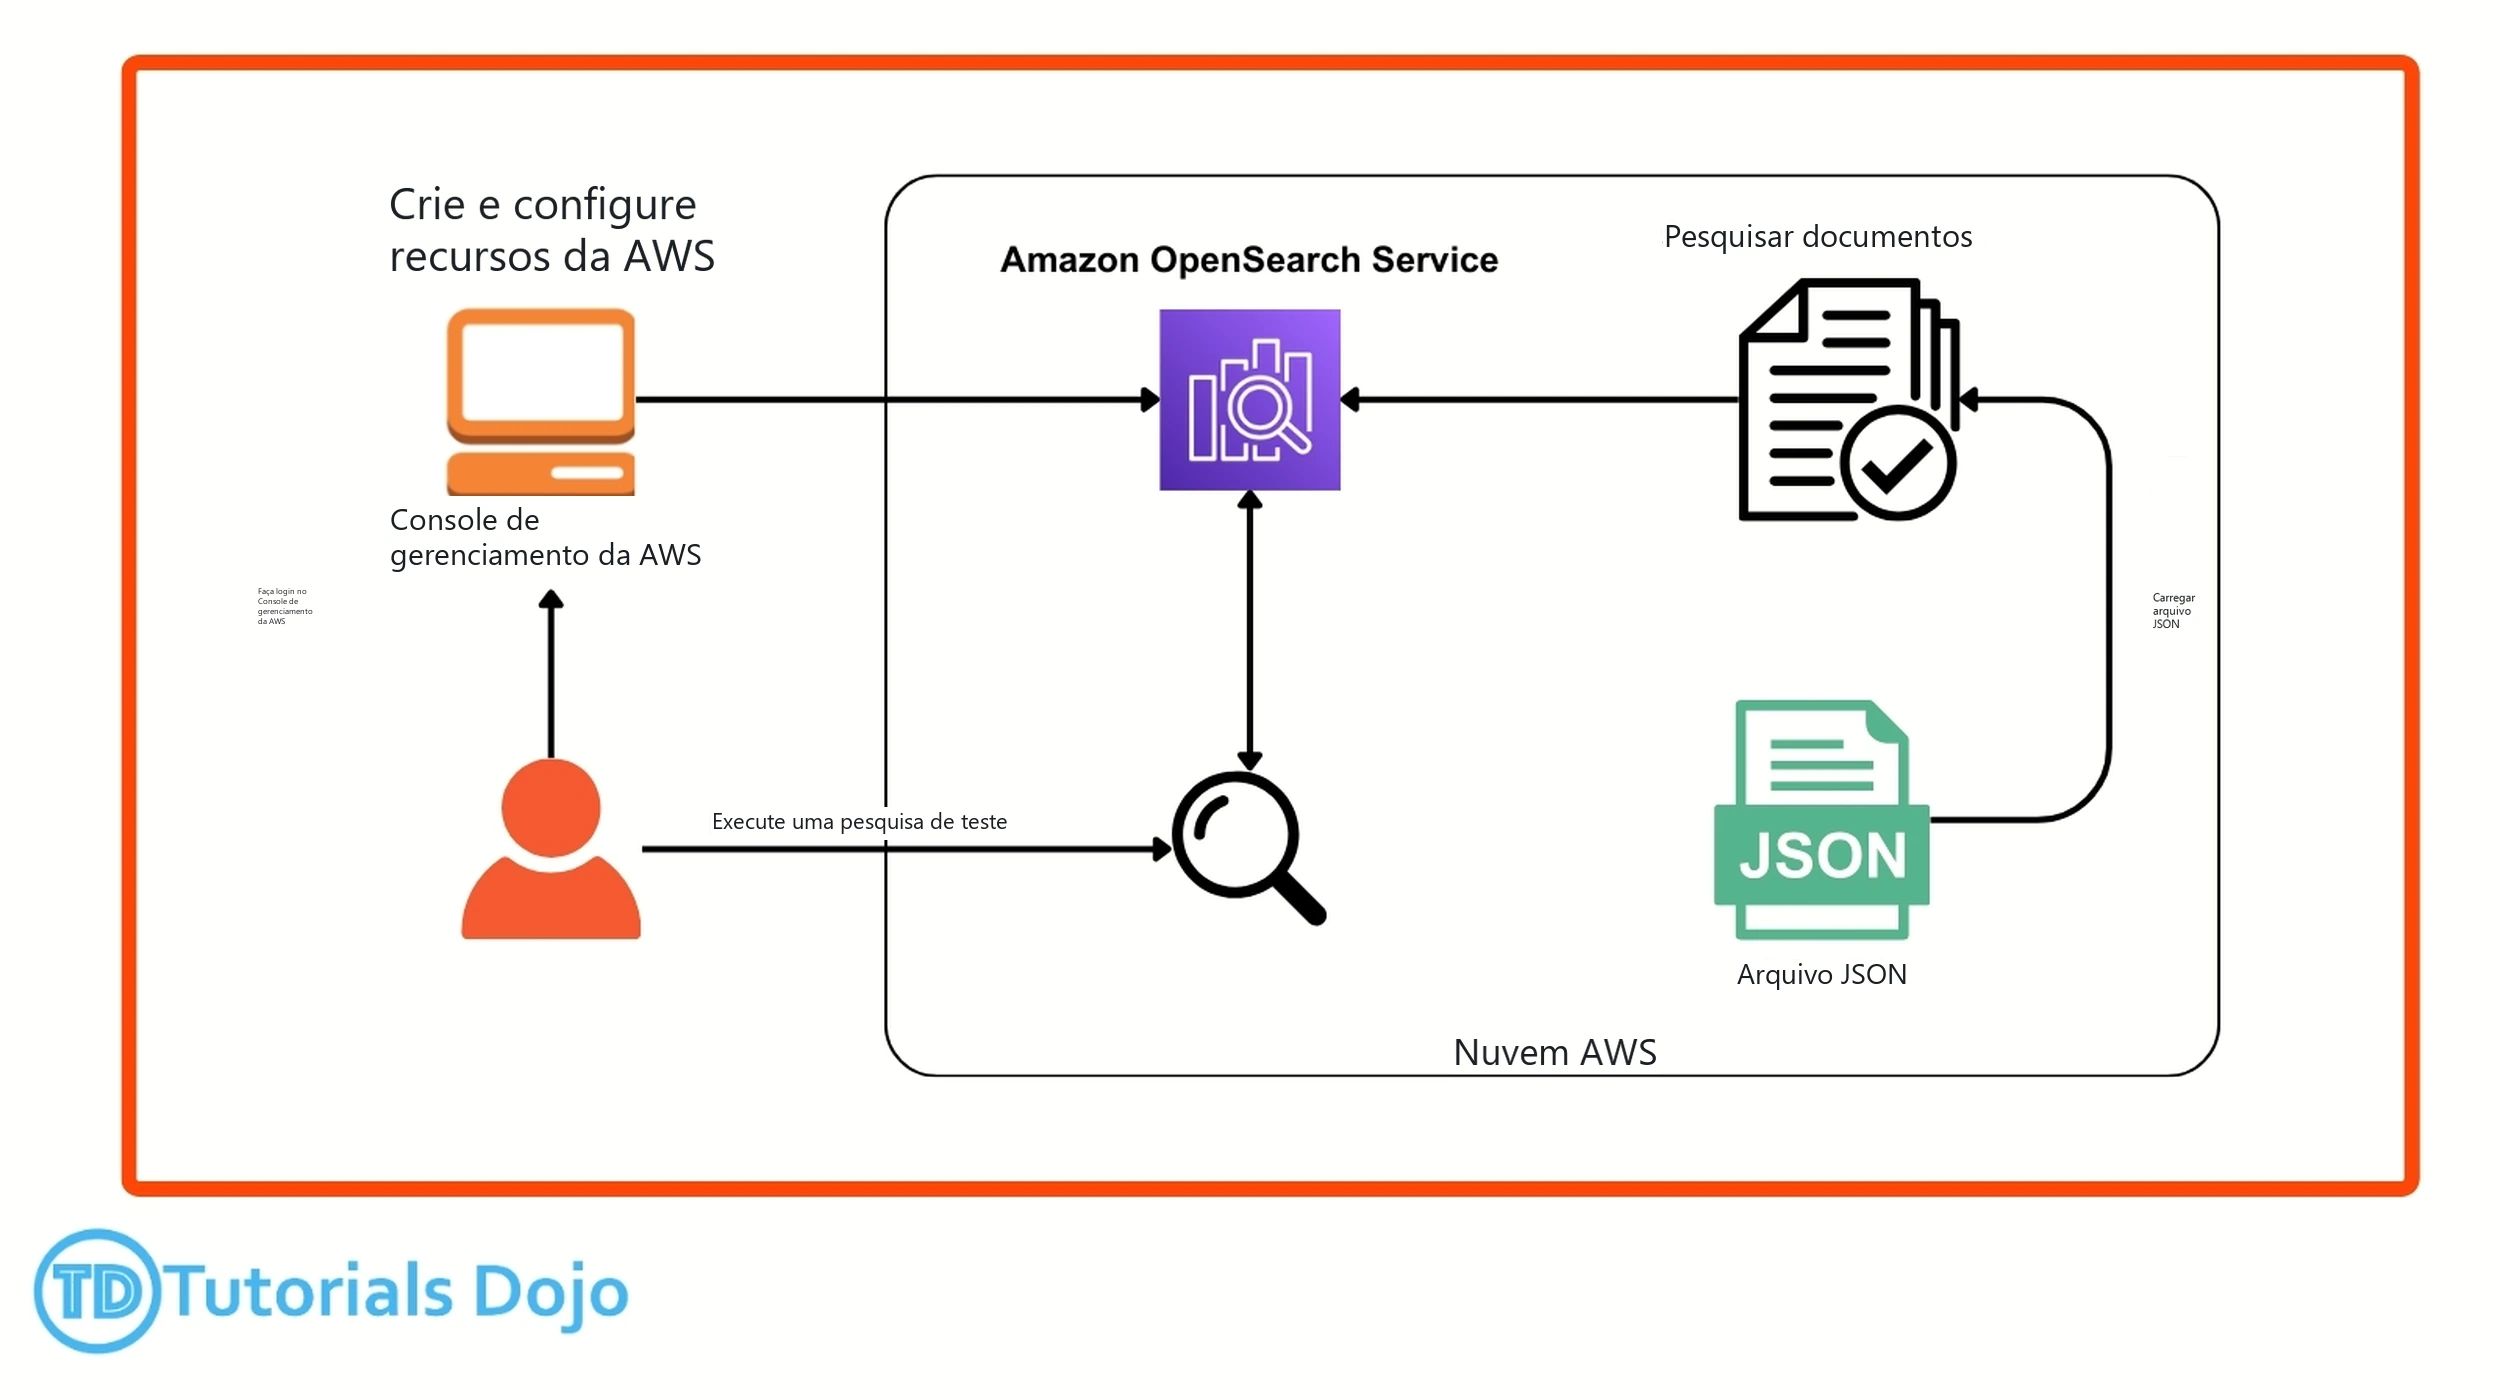 Crie e configure
recursos da AWS
Amazon OpenSearch Service
Pesquisar documentos
Console de
gerenciamento da AWS
Faça login no
Console de
gerenciamento
da AWS
Carregar
arquivo
JSON
Execute uma pesquisa de teste
JSON
Arquivo JSON
Nuvem AWS
TD Tutorials Dojo